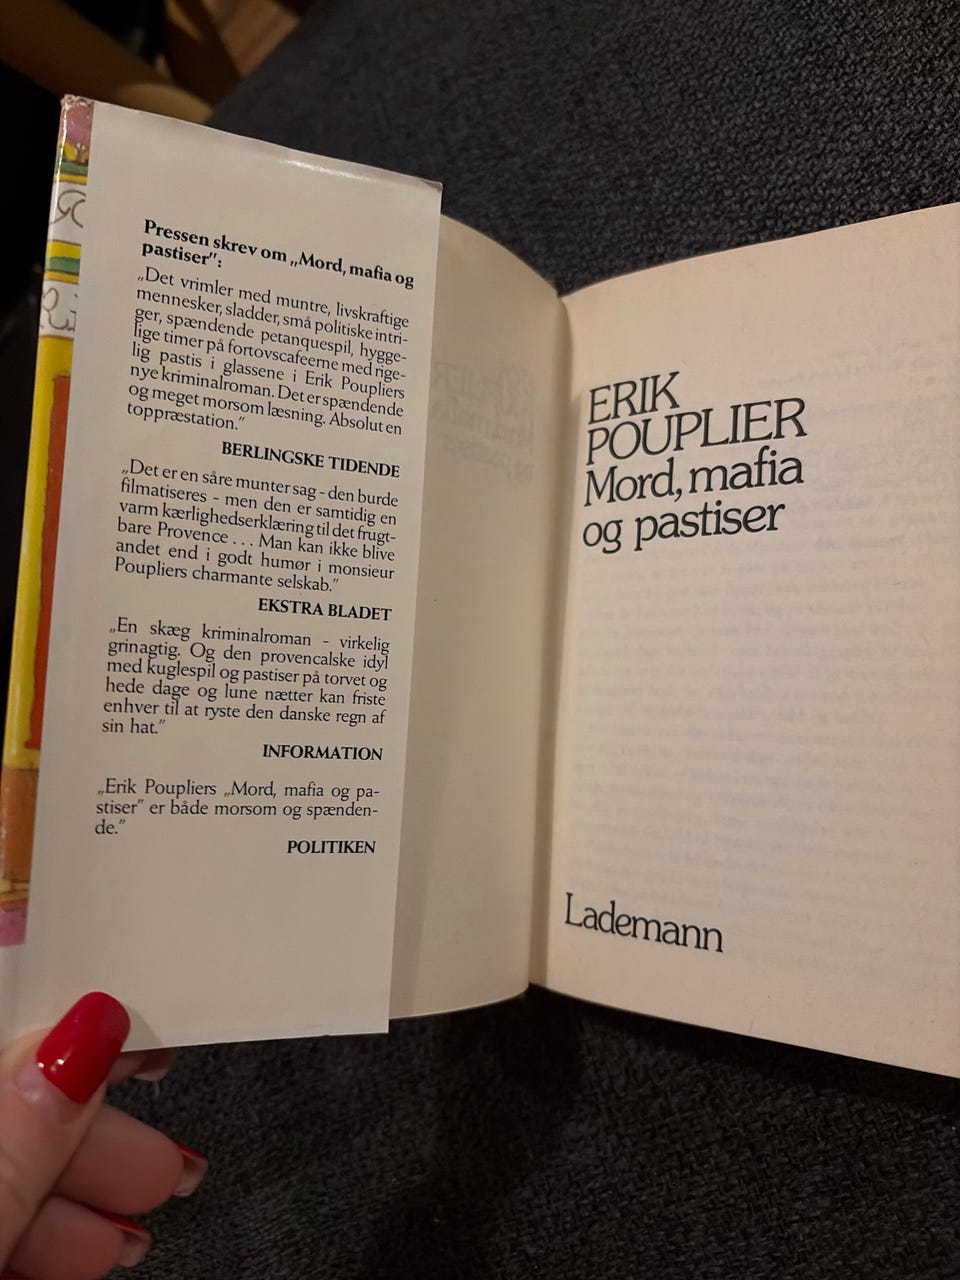 Pressen skrev om „Mord, mafia og
pastiser":
„Det vrimler med muntre, livskraftige
mennesker, sladder, små politiske intri-
ger, spændende petanquespil, hygge-
lige timer på fortovscafeerne med rige-
lig pastis i glassene i Erik Poupliers
nye kriminalroman. Det er spændende
og meget morsom læsning. Absolut en
toppræstation."
BERLINGSKE TIDENDE
„Det er en såre munter sag - den burde
filmatiseres - men den er samtidig en
varm kærlighedserklæring til det frugt-
bare Provence . . . Man kan ikke blive
andet end i godt humør i monsieur
Poupliers charmante selskab."
EKSTRA BLADET
„En skæg kriminalroman - virkelig
grinagtig. Og den provencalske idyl
med kuglespil og pastiser på torvet og
hede dage og lune nætter kan friste
enhver til at ryste den danske regn af
sin hat."
INFORMATION
„Erik Poupliers „Mord, mafia og pa-
stiser" er både morsom og spænden-
de."
POLITIKEN
ERIK
POUPLIER
Mord, mafia
og pastiser
Lademann